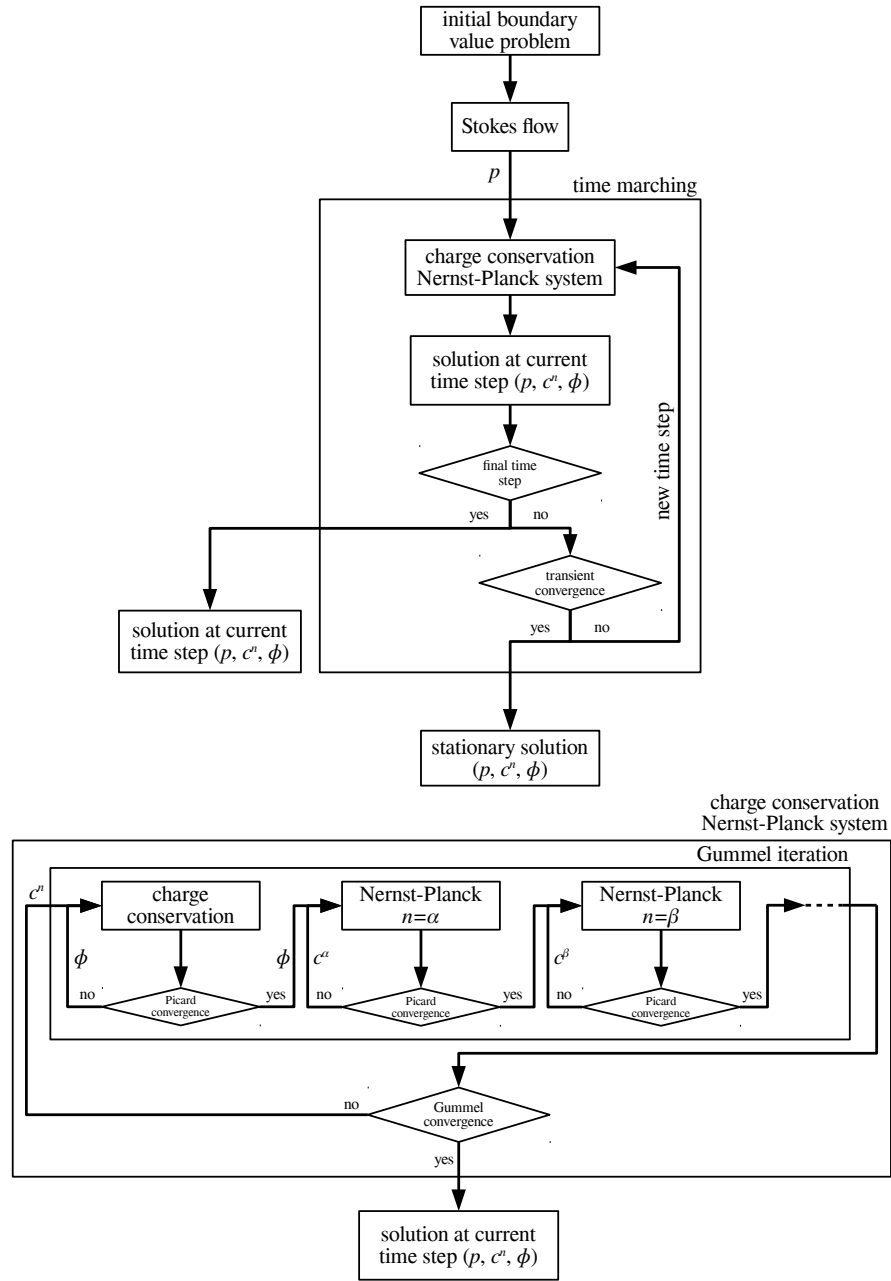 initial boundary
value problem
Stokes flow
p
time marching
charge conservation
Nernst-Planck system
solution at current
time step (p, cⁿ, ϕ)
new time step
final time
step
yes
no
transient
convergence
solution at current
time step (p, cⁿ, ϕ)
yes
no
stationary solution
(p, cⁿ, ϕ)
charge conservation
Nernst-Planck system
Gummel iteration
cⁿ
charge
conservation
Nernst-Planck
n=α
Nernst-Planck
n=β
ϕ
ϕ
c^α
c^β
no
Picard
convergence
yes
no
Picard
convergence
yes
no
Picard
convergence
yes
no
Gummel
convergence
yes
solution at current
time step (p, cⁿ, ϕ)